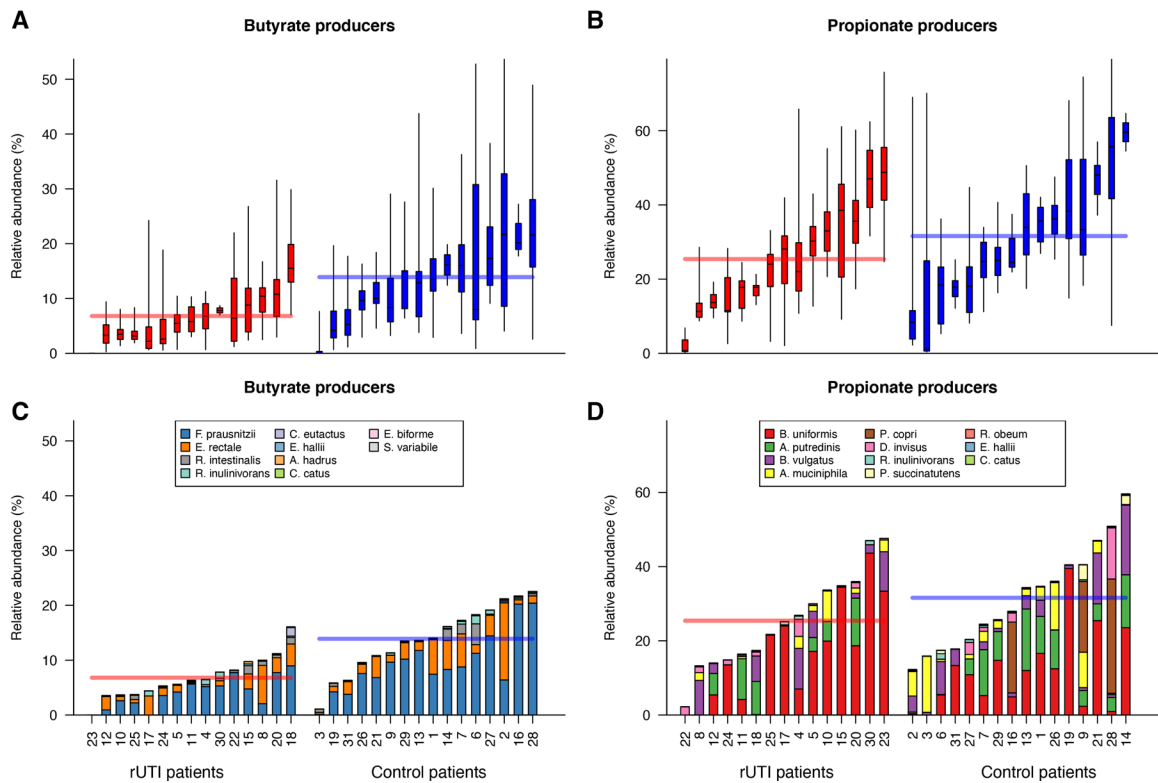 A
Butyrate producers
B
Propionate producers
Relative abundance (%)
50
40
30
20
10
0
Relative abundance (%)
60
40
20
0
C
Butyrate producers
D
Propionate producers
F. prausnitzii
E. rectale
R. intestinalis
R. inulinivorans
C. eutactus
E. hallii
A. hadrus
C. catus
E. biforme
S. variabile
B. uniformis
A. putredinis
B. vulgatus
A. muciniphila
P. copri
D. invisus
R. inulinivorans
P. succinatutens
R. obeum
E. hallii
C. catus
Relative abundance (%)
50
40
30
20
10
0
Relative abundance (%)
60
40
20
0
23 12 10 25 17 24 5 11 4 30 22 15 8 20 18
3 19 31 26 21 9 29 13 1 14 7 6 27 2 16 28
22 8 12 24 11 18 25 17 4 5 10 15 20 30 23
2 3 6 31 27 7 29 16 13 1 26 19 9 21 28 14
rUTI patients
Control patients
rUTI patients
Control patients